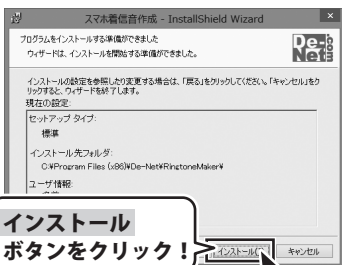 スマホ着信音作成 - InstallShield Wizard
プログラムをインストールする準備ができました
ウィザードは、インストールを開始する準備ができました。
De-Net.com
インストールの設定を参照したり変更する場合は、「戻る」をクリックしてください。「キャンセル」をク
リックすると、ウィザードを終了します。
現在の設定:
セットアップ タイプ:
標準
インストール先フォルダ:
C:¥Program Files (x86)¥De-Net¥RingtoneMaker¥
ユーザ情報:
インストール
ボタンをクリック！
インストール(I)
キャンセル